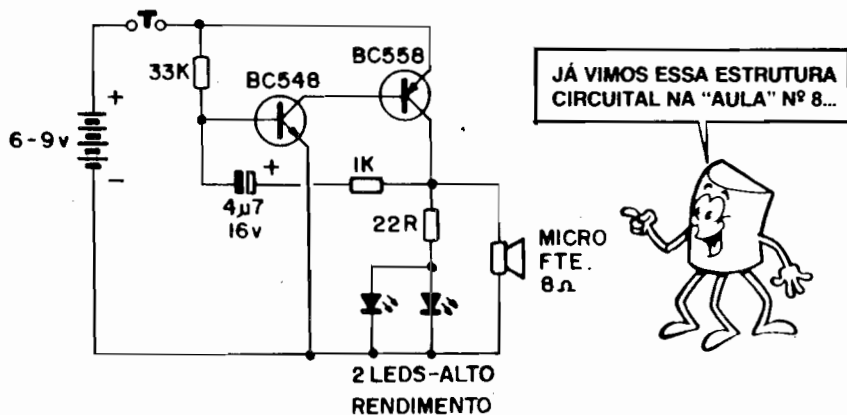 T
33K
BC548
BC558
+
6-9v
-
+
4µ7
16v
1K
22R
MICRO
FTE.
8Ω
2 LEDS-ALTO
RENDIMENTO
JÁ VIMOS ESSA ESTRUTURA
CIRCUITAL NA "AULA" Nº 8...